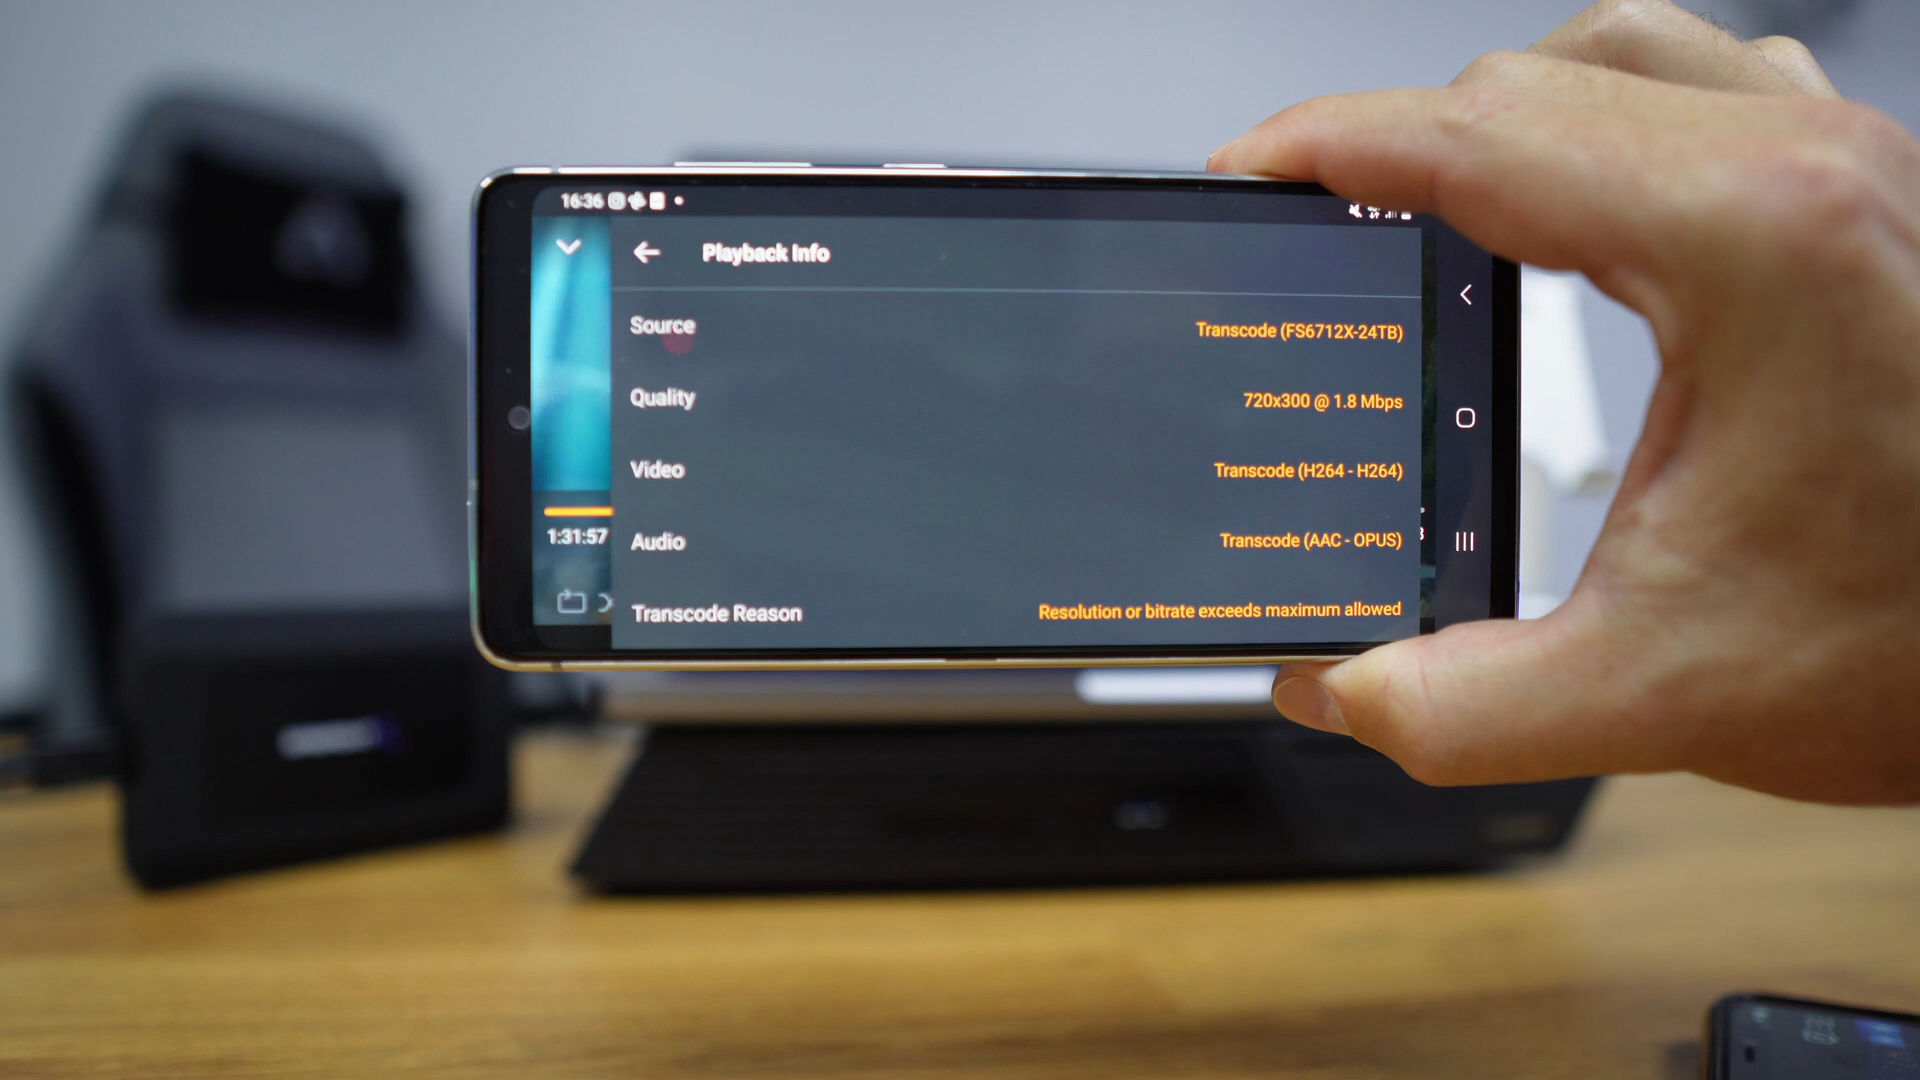 16:36
Playback Info
Source Transcode (FS6712X-24TB)
Quality 720x300 @ 1.8 Mbps
Video Transcode (H264 - H264)
1:31:57
Audio Transcode (AAC - OPUS)
Transcode Reason Resolution or bitrate exceeds maximum allowed